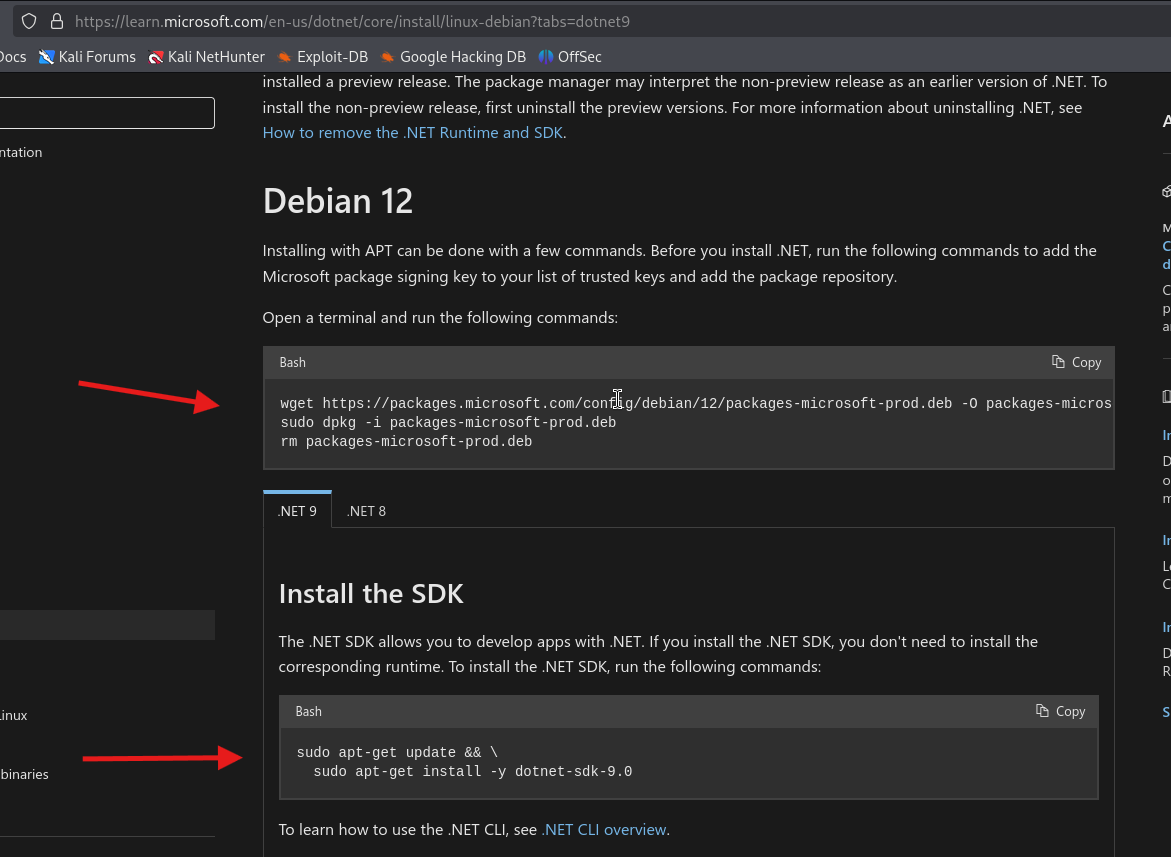 https://learn.microsoft.com/en-us/dotnet/core/install/linux-debian?tabs=dotnet9
Docs Kali Forums Kali NetHunter Exploit-DB Google Hacking DB OffSec
installed a preview release. The package manager may interpret the non-preview release as an earlier version of .NET. To
install the non-preview release, first uninstall the preview versions. For more information about uninstalling .NET, see
How to remove the .NET Runtime and SDK.
ntation
Debian 12
Installing with APT can be done with a few commands. Before you install .NET, run the following commands to add the
Microsoft package signing key to your list of trusted keys and add the package repository.
Open a terminal and run the following commands:
Bash Copy
wget https://packages.microsoft.com/config/debian/12/packages-microsoft-prod.deb -O packages-micros
sudo dpkg -i packages-microsoft-prod.deb
rm packages-microsoft-prod.deb
.NET 9 .NET 8
Install the SDK
The .NET SDK allows you to develop apps with .NET. If you install the .NET SDK, you don't need to install the
corresponding runtime. To install the .NET SDK, run the following commands:
Bash Copy
inux
sudo apt-get update && \
binaries
sudo apt-get install -y dotnet-sdk-9.0
To learn how to use the .NET CLI, see .NET CLI overview.